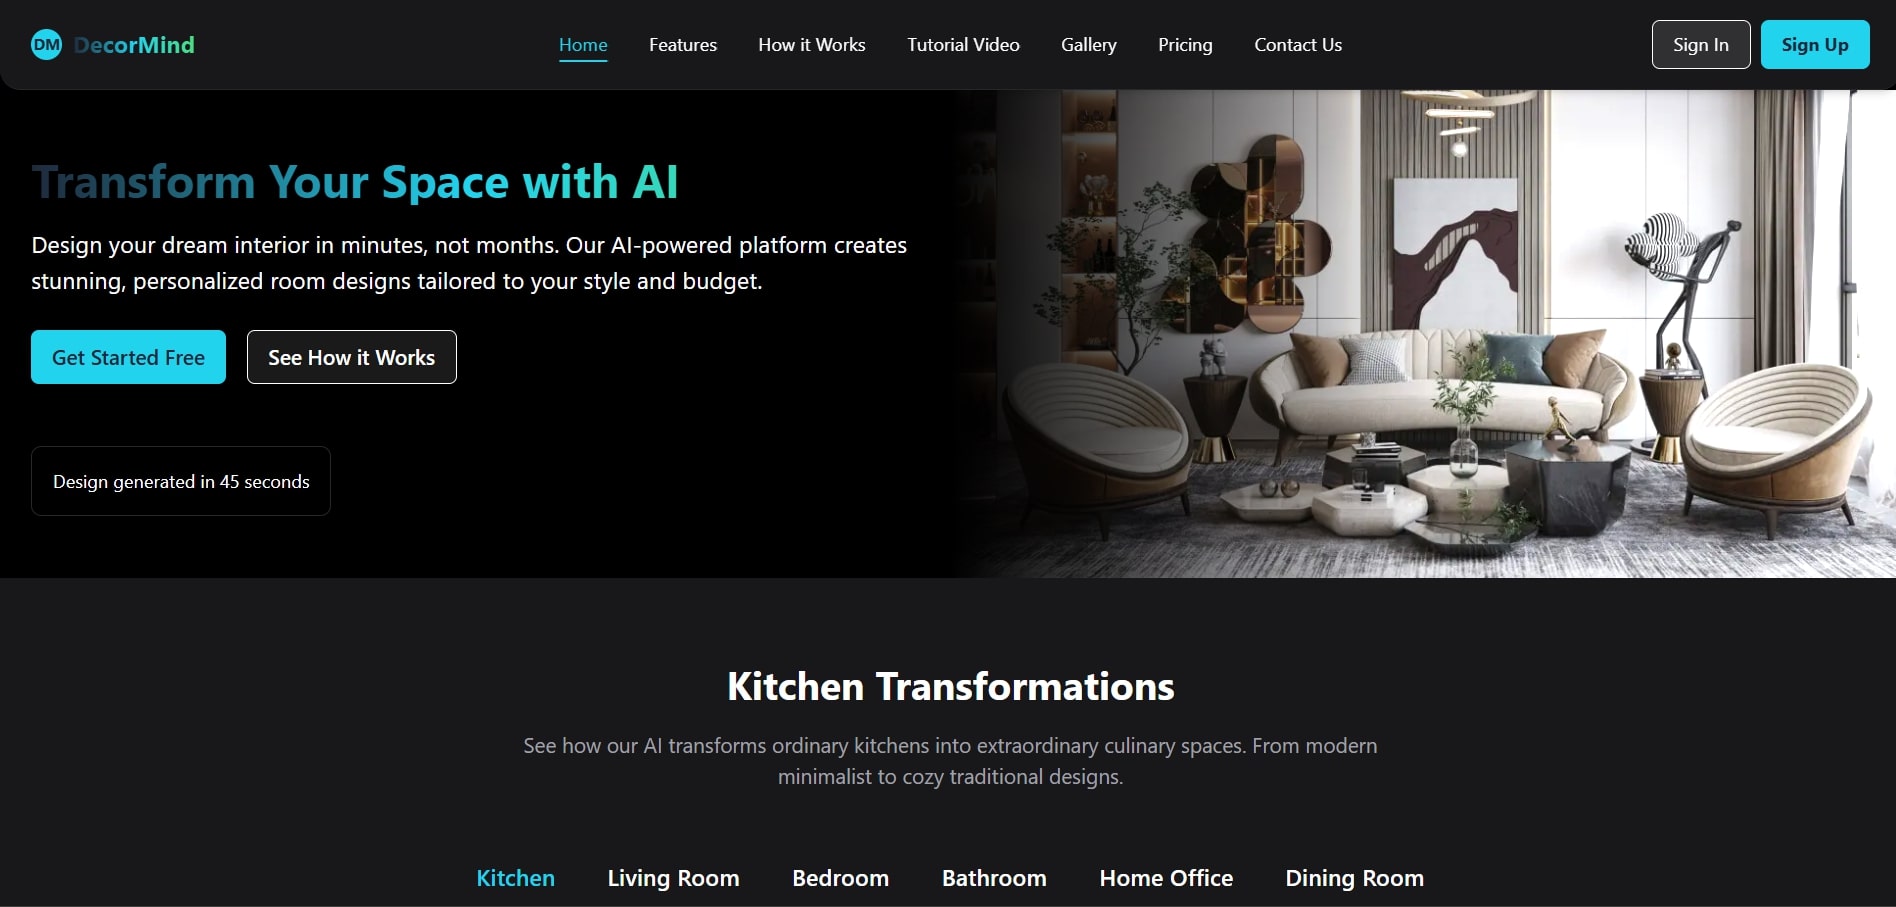 DM DecorMind
Home Features How it Works Tutorial Video Gallery Pricing Contact Us
Sign In Sign Up
Transform Your Space with AI
Design your dream interior in minutes, not months. Our AI-powered platform creates
stunning, personalized room designs tailored to your style and budget.
Get Started Free See How it Works
Design generated in 45 seconds
Kitchen Transformations
See how our AI transforms ordinary kitchens into extraordinary culinary spaces. From modern
minimalist to cozy traditional designs.
Kitchen Living Room Bedroom Bathroom Home Office Dining Room